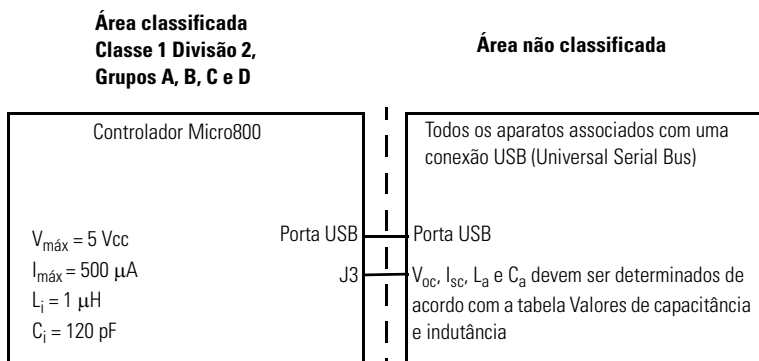 Área classificada
Classe 1 Divisão 2,
Grupos A, B, C e D
Área não classificada
Controlador Micro800
Vmáx = 5 Vcc
Imáx = 500 μA
Li = 1 μH
Ci = 120 pF
Porta USB
J3
Todos os aparatos associados com uma
conexão USB (Universal Serial Bus)
Porta USB
Voc, Isc, La e Ca devem ser determinados de
acordo com a tabela Valores de capacitância
e indutância